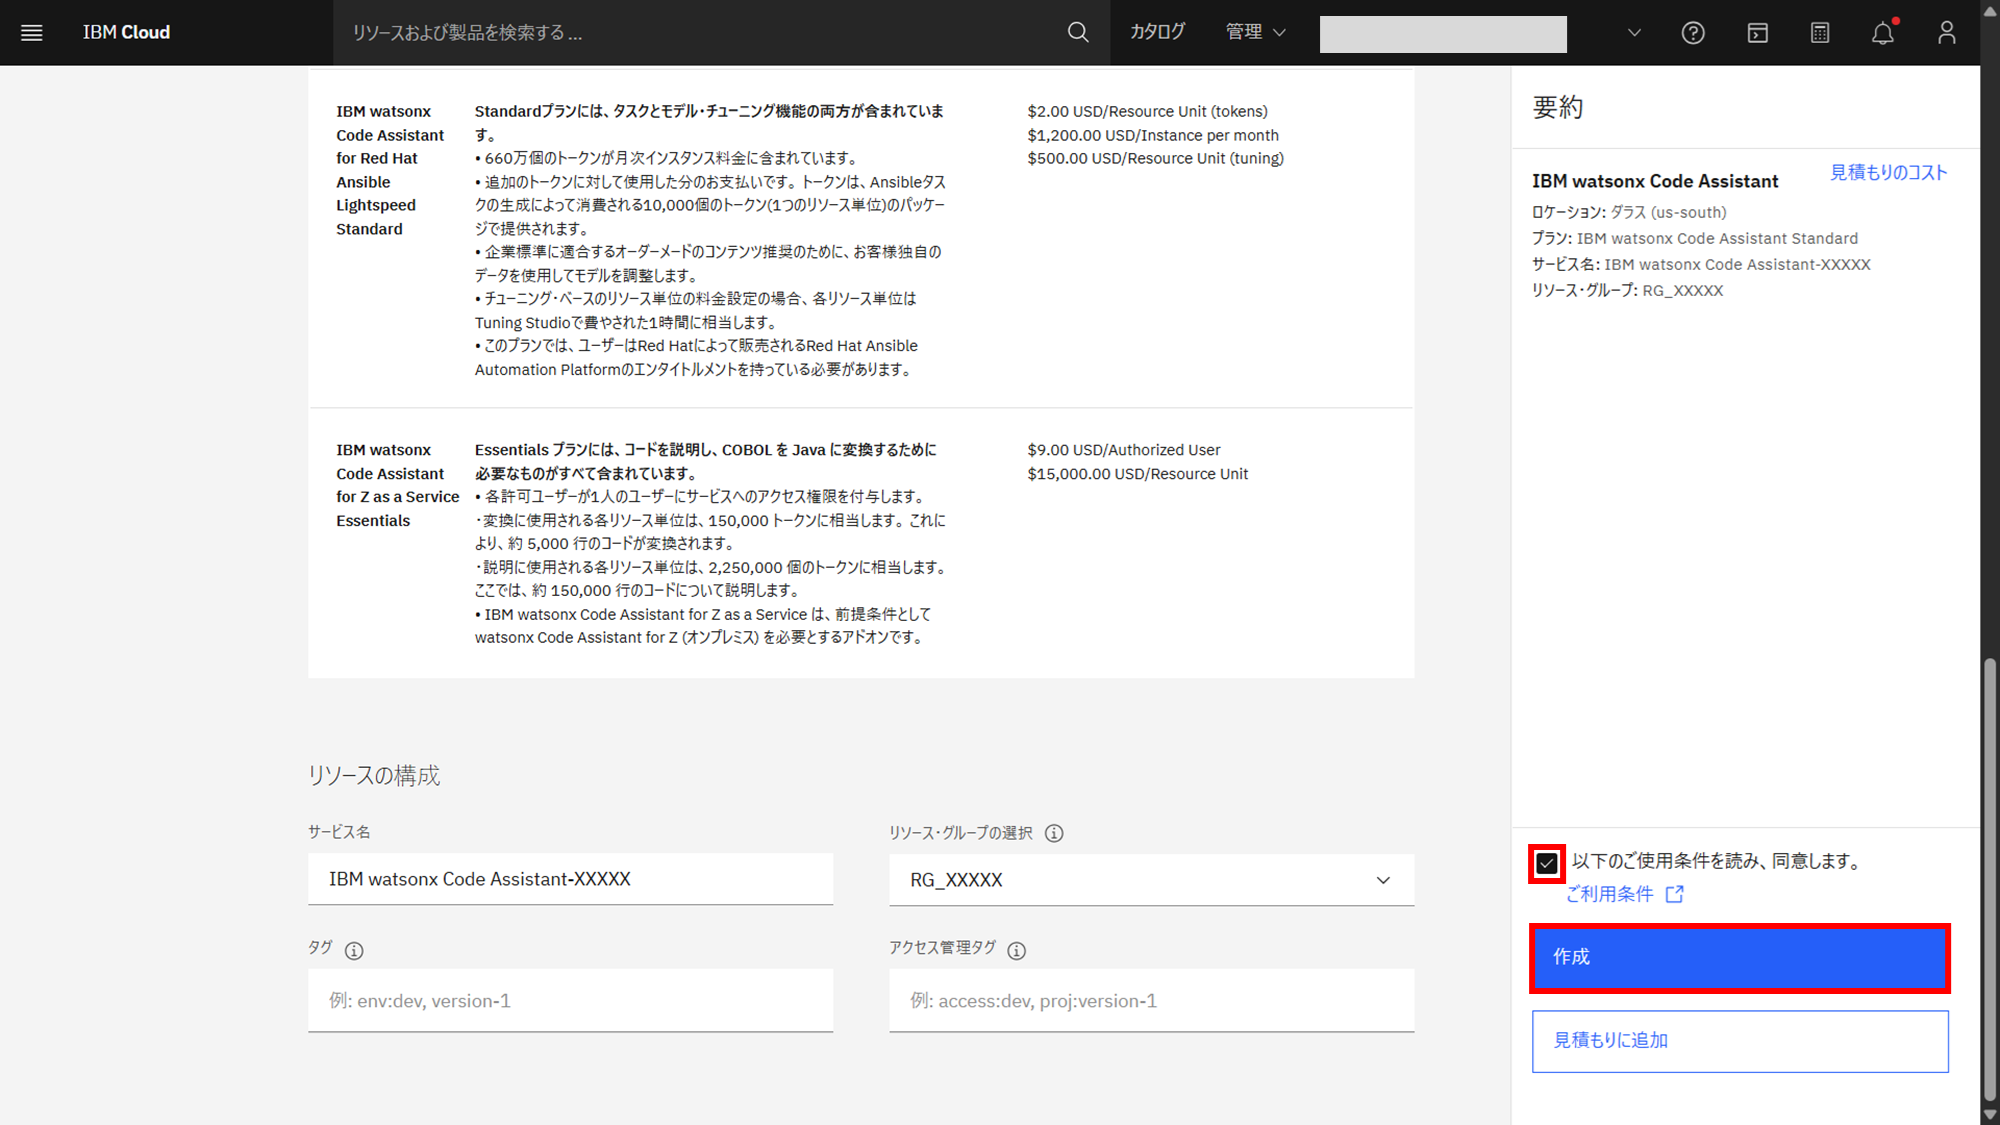 IBM Cloud
リソースおよび製品を検索する ...
カタログ
管理
IBM watsonx
Code Assistant
for Red Hat
Ansible
Lightspeed
Standard
Standardプランには、タスクとモデル・チューニング機能の両方が含まれていま
す。
• 660万個のトークンが月次インスタンス料金に含まれています。
• 追加のトークンに対して使用した分のお支払いです。トークンは、Ansibleタス
クの生成によって消費される10,000個のトークン(1つのリソース単位)のパッケー
ジで提供されます。
• 企業標準に適合するオーダーメードのコンテンツ推奨のために、お客様独自の
データを使用してモデルを調整します。
• チューニング・ベースのリソース単位の料金設定の場合、各リソース単位は
Tuning Studioで費やされた1時間に相当します。
• このプランでは、ユーザーはRed Hatによって販売されるRed Hat Ansible
Automation Platformのエンタイトルメントを持っている必要があります。
$2.00 USD/Resource Unit (tokens)
$1,200.00 USD/Instance per month
$500.00 USD/Resource Unit (tuning)
IBM watsonx
Code Assistant
for Z as a Service
Essentials
Essentials プランには、コードを説明し、COBOL を Java に変換するために
必要なものがすべて含まれています。
• 各許可ユーザーが1人のユーザーにサービスへのアクセス権限を付与します。
・変換に使用される各リソース単位は、150,000 トークンに相当します。これに
より、約 5,000 行のコードが変換されます。
・説明に使用される各リソース単位は、2,250,000 個のトークンに相当します。
ここでは、約 150,000 行のコードについて説明します。
• IBM watsonx Code Assistant for Z as a Service は、前提条件として
watsonx Code Assistant for Z (オンプレミス) を必要とするアドオンです。
$9.00 USD/Authorized User
$15,000.00 USD/Resource Unit
リソースの構成
サービス名
IBM watsonx Code Assistant-XXXXX
リソース・グループの選択
RG_XXXXX
タグ
例: env:dev, version-1
アクセス管理タグ
例: access:dev, proj:version-1
要約
IBM watsonx Code Assistant
見積もりのコスト
ロケーション: ダラス (us-south)
プラン: IBM watsonx Code Assistant Standard
サービス名: IBM watsonx Code Assistant-XXXXX
リソース・グループ: RG_XXXXX
以下のご使用条件を読み、同意します。
ご利用条件
作成
見積もりに追加